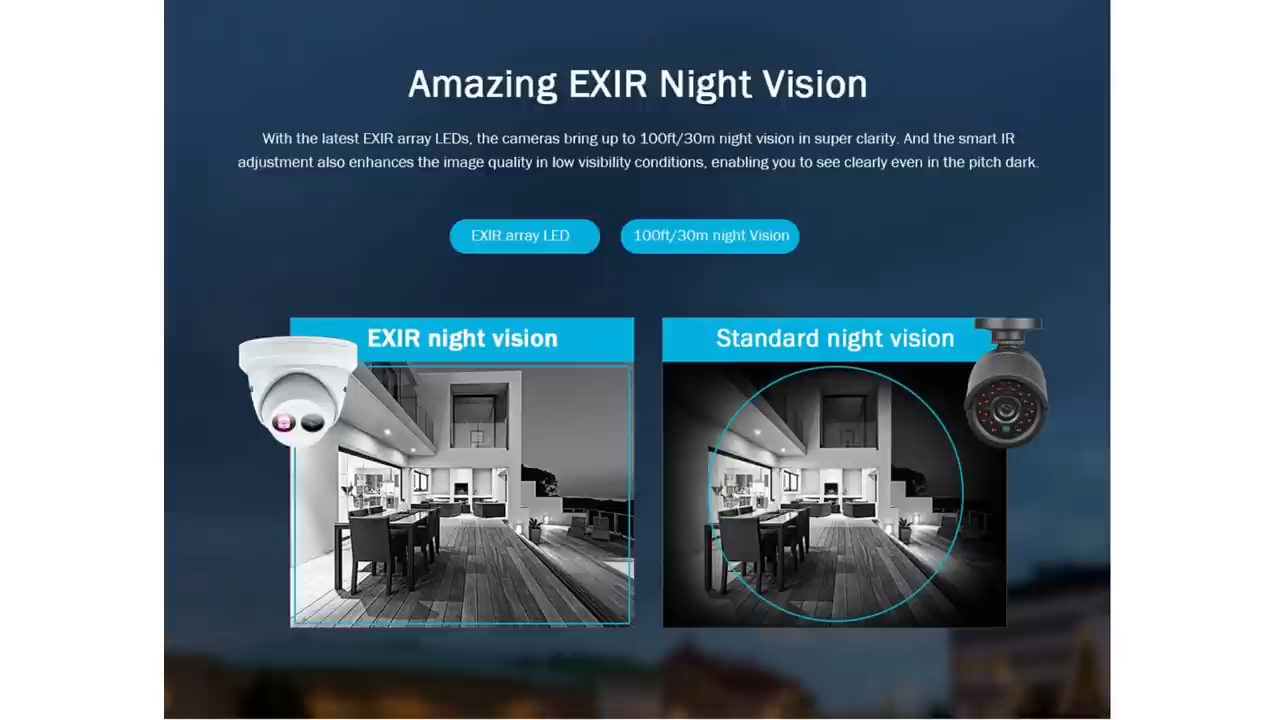 Amazing EXIR Night Vision
With the latest EXIR array LEDs, the cameras bring up to 100ft/30m night vision in super clarity. And the smart IR
adjustment also enhances the image quality in low visibility conditions, enabling you to see clearly even in the pitch dark.
EXIR array LED
100ft/30m night Vision
EXIR night vision
Standard night vision